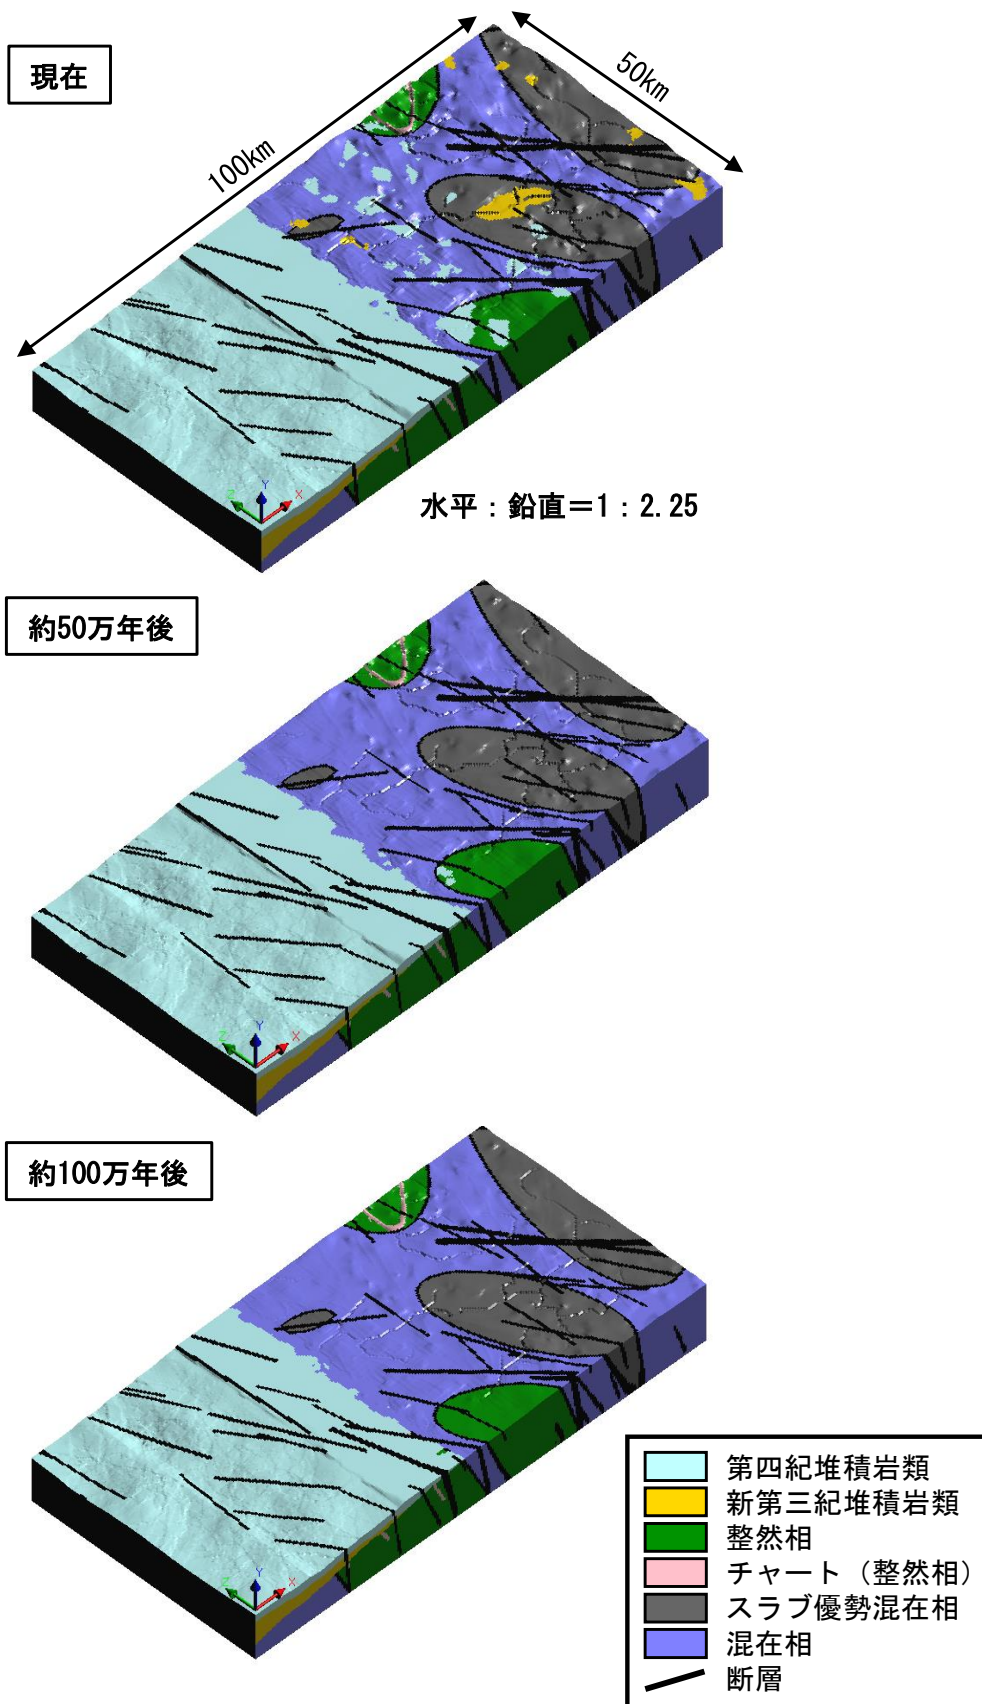 現在
100km
50km
Z Y X
水平：鉛直＝1：2.25
約50万年後
Z Y X
約100万年後
Z Y X
第四紀堆積岩類
新第三紀堆積岩類
整然相
チャート（整然相）
スラブ優勢混在相
混在相
断層